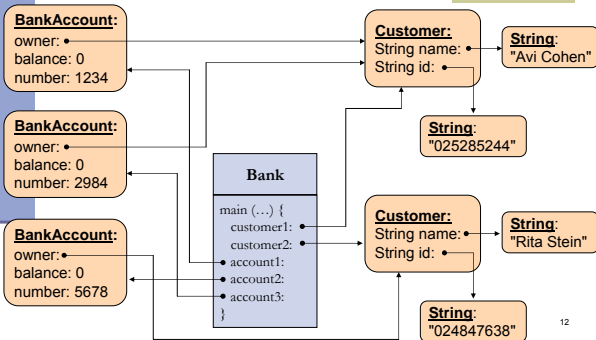 BankAccount:
owner:
balance: 0
number: 1234
BankAccount:
owner:
balance: 0
number: 2984
BankAccount:
owner:
balance: 0
number: 5678
Bank
main (…) {
customer1:
customer2:
account1:
account2:
account3:
}
Customer:
String name:
String id:
String:
"Avi Cohen"
String:
"025285244"
Customer:
String name:
String id:
String:
"Rita Stein"
String:
"024847638"
12